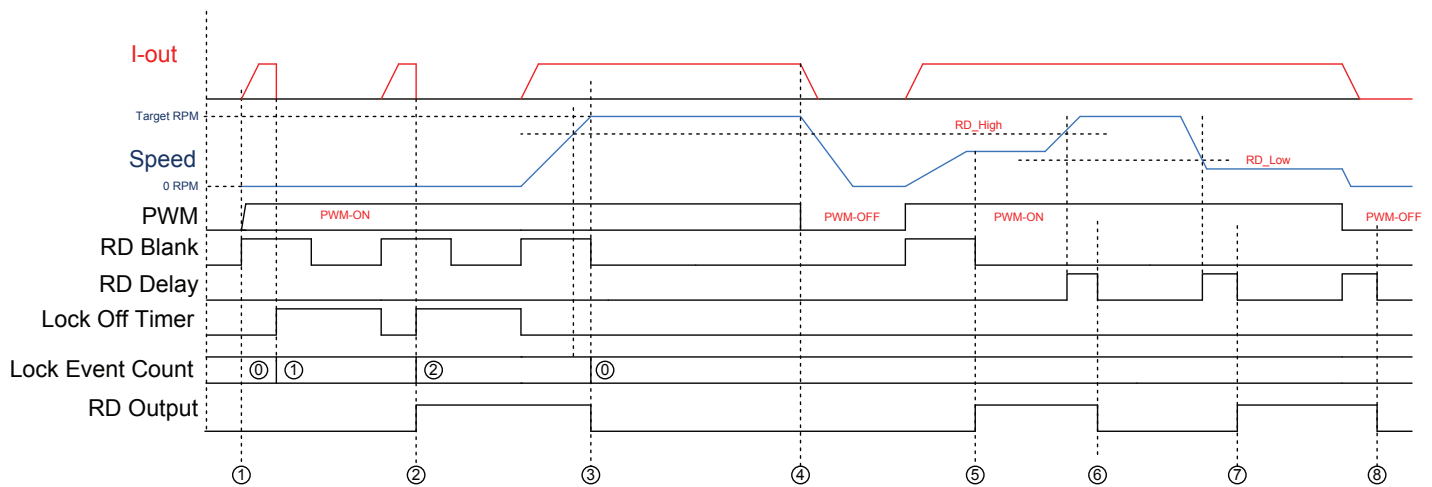 I-out
Target RPM
RD_High
Speed
RD_Low
0 RPM
PWM
PWM-ON
PWM-OFF
PWM-ON
PWM-OFF
RD Blank
RD Delay
Lock Off Timer
Lock Event Count
⓪ ① ② ⓪
RD Output
① ② ③ ④ ⑤ ⑥ ⑦ ⑧